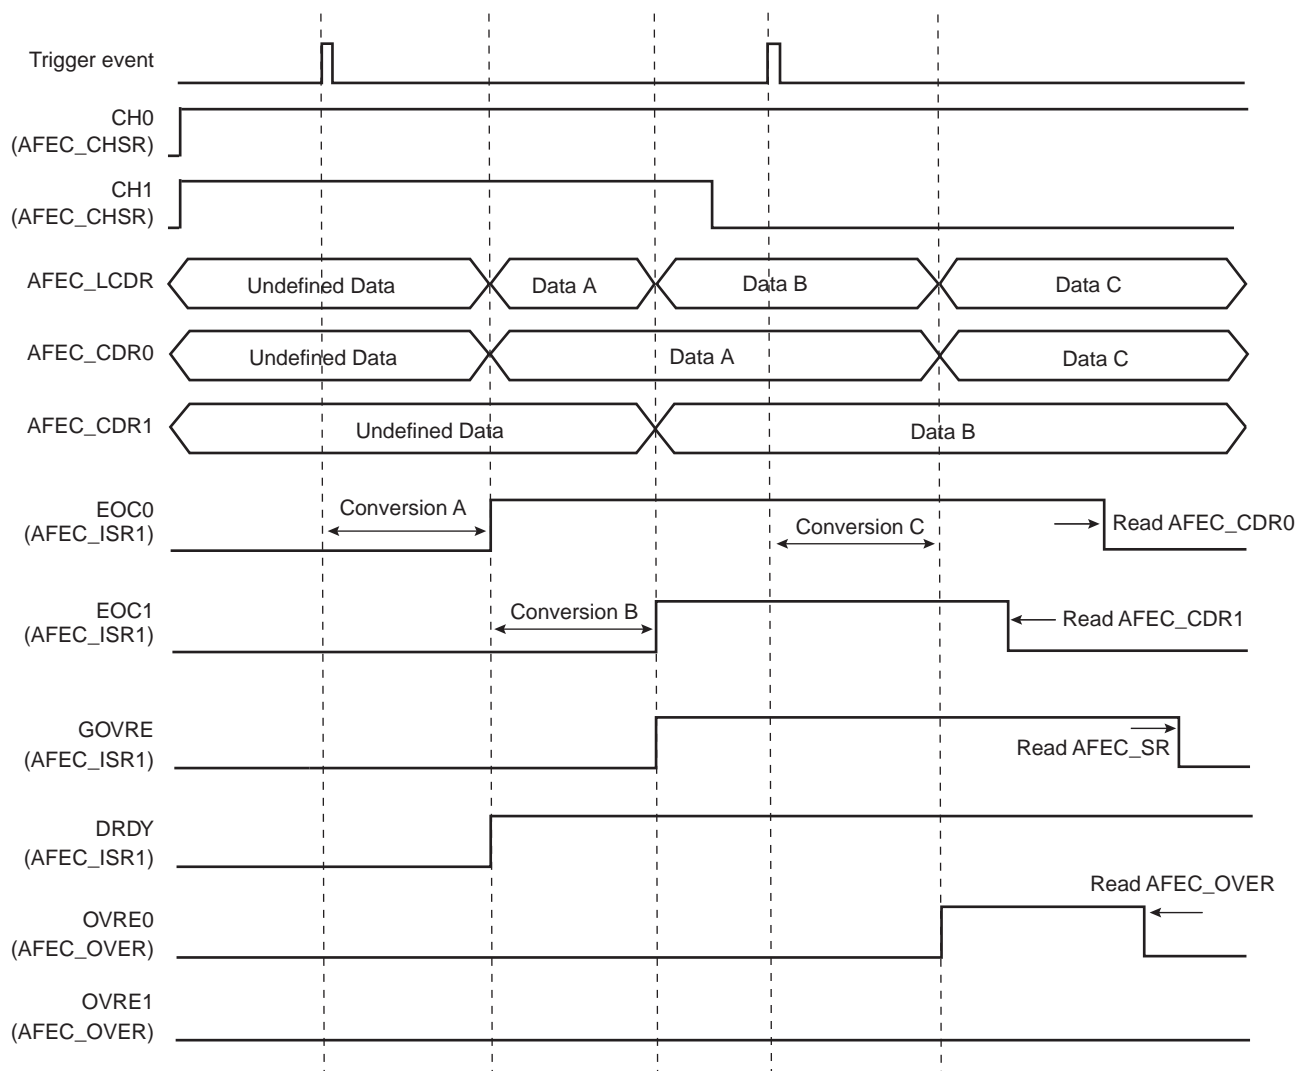 Trigger event
CH0
(AFEC_CHSR)
CH1
(AFEC_CHSR)
AFEC_LCDR
Undefined Data
Data A
Data B
Data C
AFEC_CDR0
Undefined Data
Data A
Data C
AFEC_CDR1
Undefined Data
Data B
EOC0
(AFEC_ISR1)
Conversion A
Conversion C
Read AFEC_CDR0
EOC1
(AFEC_ISR1)
Conversion B
Read AFEC_CDR1
GOVRE
(AFEC_ISR1)
Read AFEC_SR
DRDY
(AFEC_ISR1)
Read AFEC_OVER
OVRE0
(AFEC_OVER)
OVRE1
(AFEC_OVER)